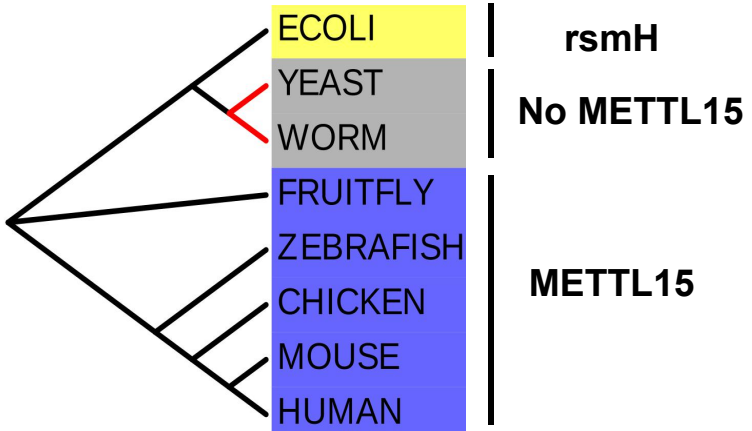 ECOLI
rsmH
YEAST
No METTL15
WORM
FRUITFLY
ZEBRAFISH
METTL15
CHICKEN
MOUSE
HUMAN